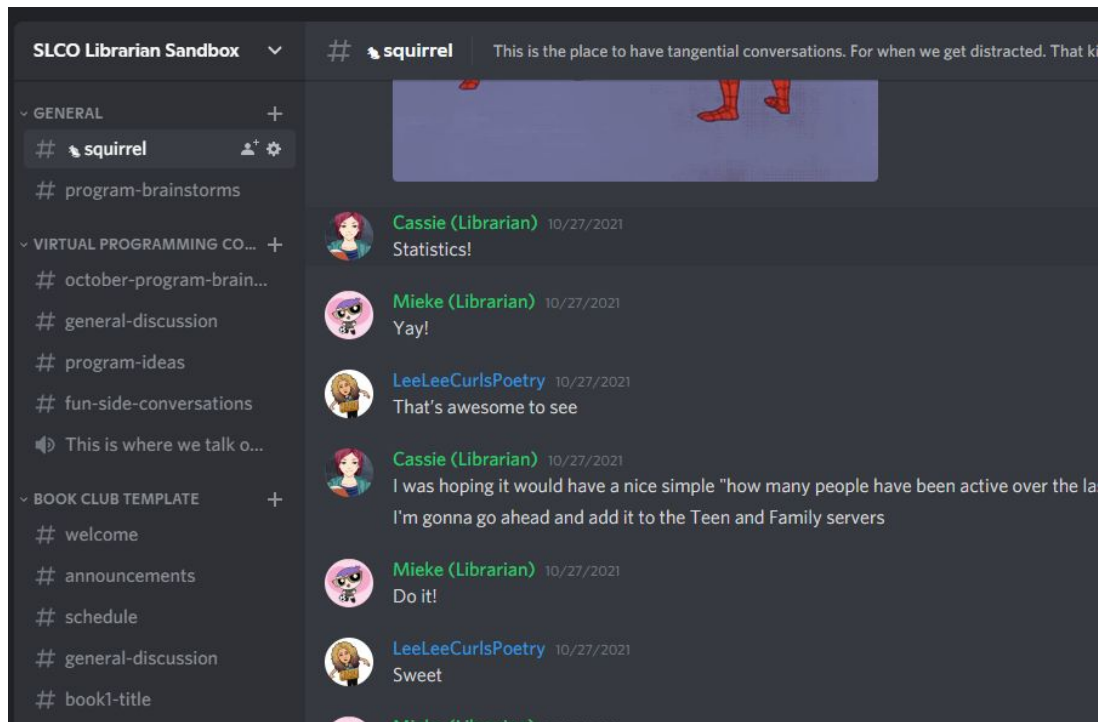 SLCO Librarian Sandbox
GENERAL
# squirrel
# program-brainstorms
VIRTUAL PROGRAMMING CO...
# october-program-brain...
# general-discussion
# program-ideas
# fun-side-conversations
This is where we talk o...
BOOK CLUB TEMPLATE
# welcome
# announcements
# schedule
# general-discussion
# book1-title
# squirrel
This is the place to have tangential conversations. For when we get distracted. That ki
Cassie (Librarian) 10/27/2021
Statistics!
Mieke (Librarian) 10/27/2021
Yay!
LeeLeeCurlsPoetry 10/27/2021
That's awesome to see
Cassie (Librarian) 10/27/2021
I was hoping it would have a nice simple "how many people have been active over the las
I'm gonna go ahead and add it to the Teen and Family servers
Mieke (Librarian) 10/27/2021
Do it!
LeeLeeCurlsPoetry 10/27/2021
Sweet